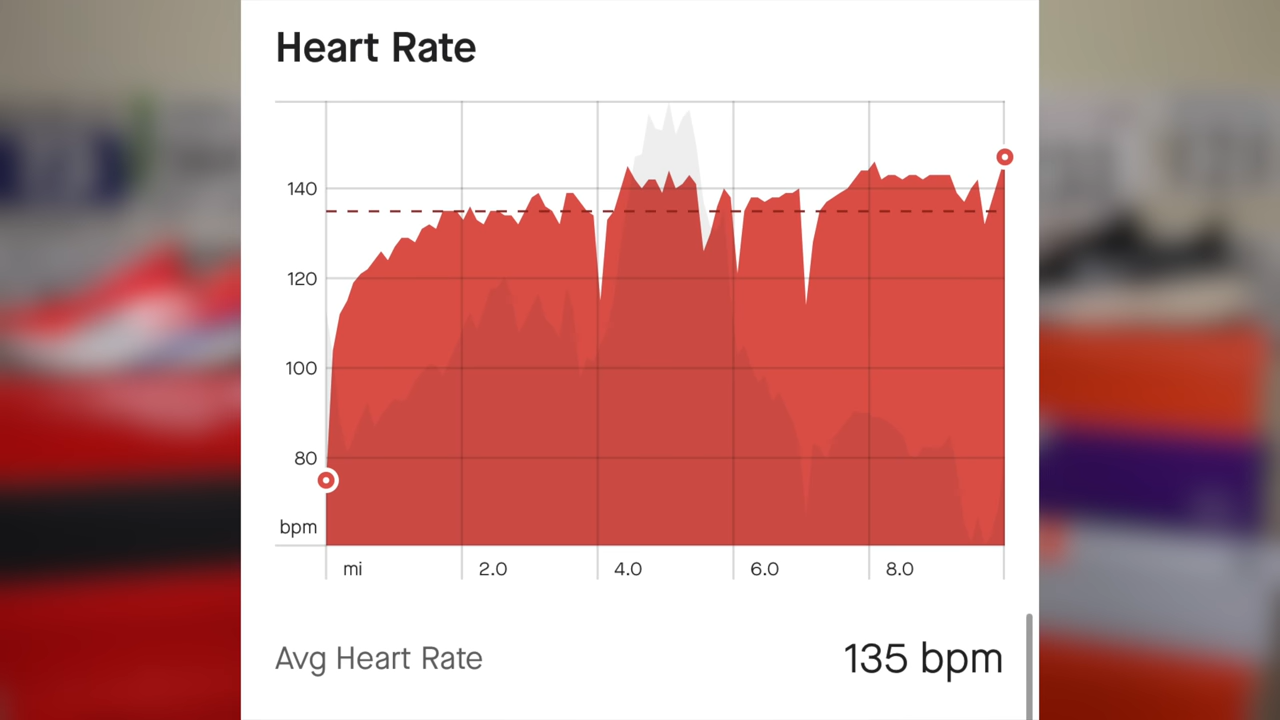 Heart Rate
140
120
100
80
bpm
mi 2.0 4.0 6.0 8.0
Avg Heart Rate 135 bpm